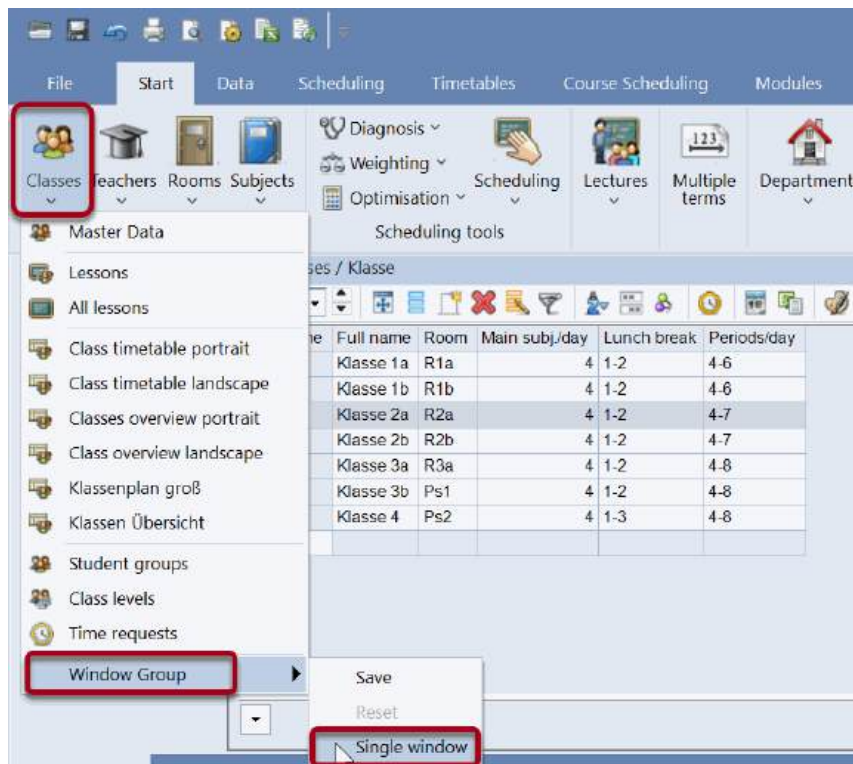 File Start Data Scheduling Timetables Course Scheduling Modules
Diagnosis
Weighting
Optimisation
Classes Teachers Rooms Subjects Scheduling Lectures Multiple terms Department
123
Scheduling tools
Master Data
Lessons
All lessons
Class timetable portrait
Class timetable landscape
Classes overview portrait
Class overview landscape
Klassenplan groß
Klassen Übersicht
Student groups
Class levels
Time requests
Window Group
Save
Reset
Single window
ses / Klasse
ne Full name Room Main subj./day Lunch break Periods/day
Klasse 1a R1a 4 1-2 4-6
Klasse 1b R1b 4 1-2 4-6
Klasse 2a R2a 4 1-2 4-7
Klasse 2b R2b 4 1-2 4-7
Klasse 3a R3a 4 1-2 4-8
Klasse 3b Ps1 4 1-2 4-8
Klasse 4 Ps2 4 1-3 4-8